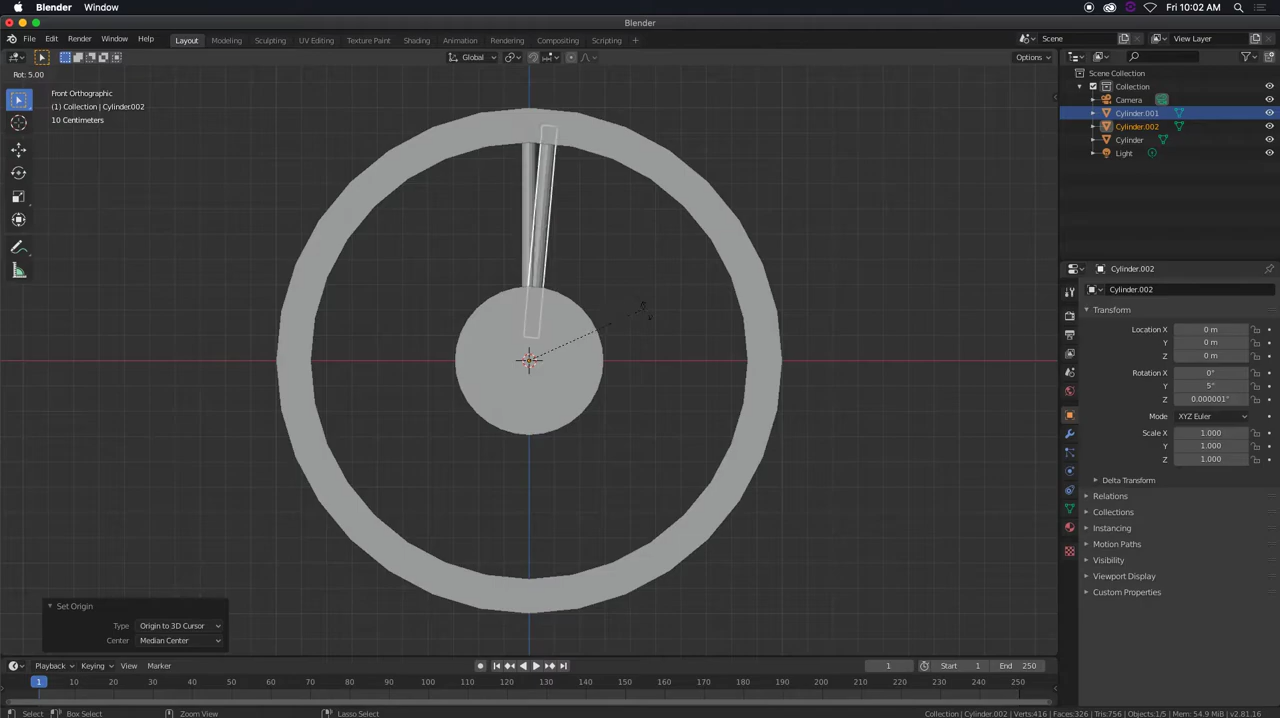 Blender Window Fri 10:02 AM
Blender
File Edit Render Window Help Layout Modeling Sculpting UV Editing Texture Paint Shading Animation Rendering Compositing Scripting + Scene View Layer
Global Options
Rot: 5.00
Front Orthographic
(1) Collection | Cylinder.002
10 Centimeters
Scene Collection
Collection
Camera
Cylinder.001
Cylinder.002
Cylinder
Light
Cylinder.002
Cylinder.002
Transform
Location X 0 m
Y 0 m
Z 0 m
Rotation X 0°
Y 5°
Z 0.000001°
Mode XYZ Euler
Scale X 1.000
Y 1.000
Z 1.000
Delta Transform
Relations
Collections
Instancing
Motion Paths
Visibility
Viewport Display
Custom Properties
Set Origin
Type Origin to 3D Cursor
Center Median Center
Playback Keying View Marker 1 Start 1 End 250
1 10 20 30 40 50 60 70 80 90 100 110 120 130 140 150 160 170 180 190 200 210 220 230 240 250
Select Box Select Zoom View Lasso Select Collection | Cylinder.002 | Verts:416 | Faces:326 | Tris:756 | Objects:1/5 | Mem: 54.9 MiB | v2.81.16